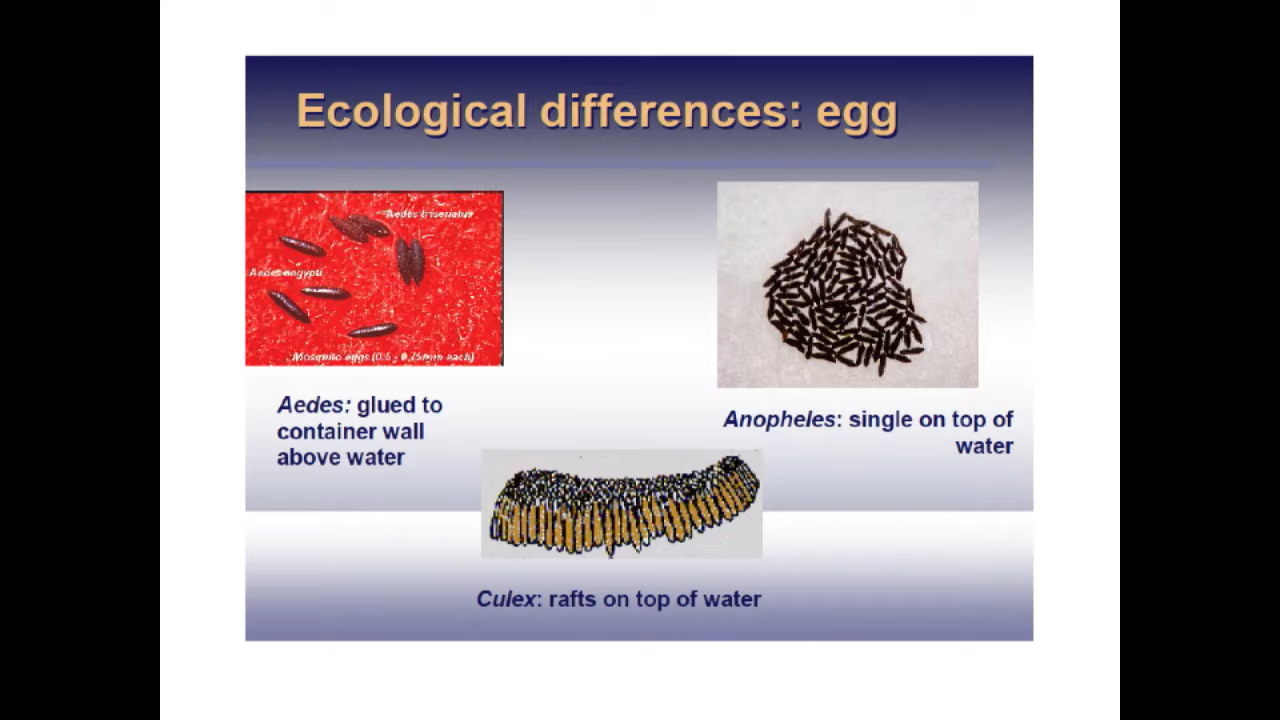 Ecological differences: egg
Aedes triseriatus
Aedes aegypti
Mosquito eggs (0.5 - 0.75mm each)
Aedes: glued to
container wall
above water
Anopheles: single on top of
water
Culex: rafts on top of water